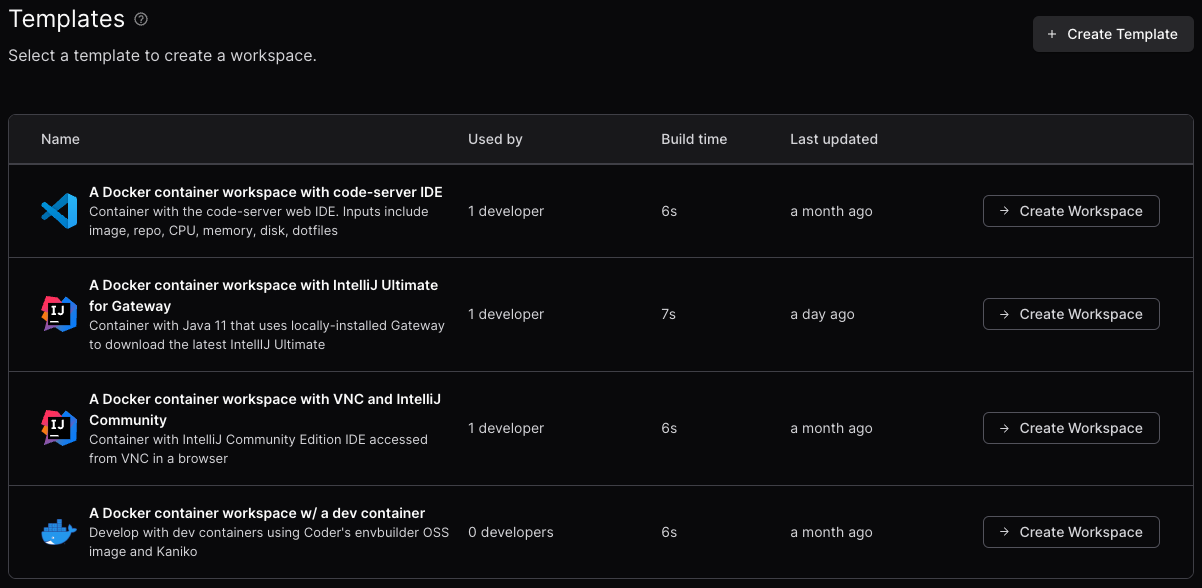 Templates
Select a template to create a workspace.
+ Create Template
Name Used by Build time Last updated
A Docker container workspace with code-server IDE
Container with the code-server web IDE. Inputs include
image, repo, CPU, memory, disk, dotfiles
1 developer 6s a month ago → Create Workspace
IJ
A Docker container workspace with IntelliJ Ultimate
for Gateway
Container with Java 11 that uses locally-installed Gateway
to download the latest IntellIJ Ultimate
1 developer 7s a day ago → Create Workspace
IJ
A Docker container workspace with VNC and IntelliJ
Community
Container with IntelliJ Community Edition IDE accessed
from VNC in a browser
1 developer 6s a month ago → Create Workspace
A Docker container workspace w/ a dev container
Develop with dev containers using Coder's envbuilder OSS
image and Kaniko
0 developers 6s a month ago → Create Workspace